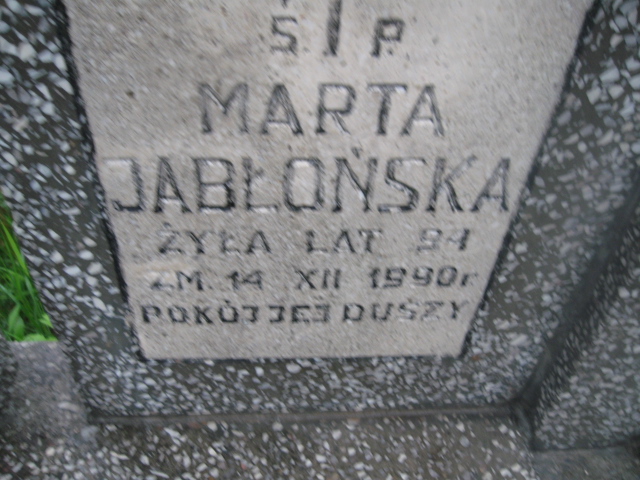 Ś P
MARTA
JABŁOŃSKA
ŻYŁA LAT 94
ZM. 14 XII 1990r
POKÓJ JEJ DUSZY